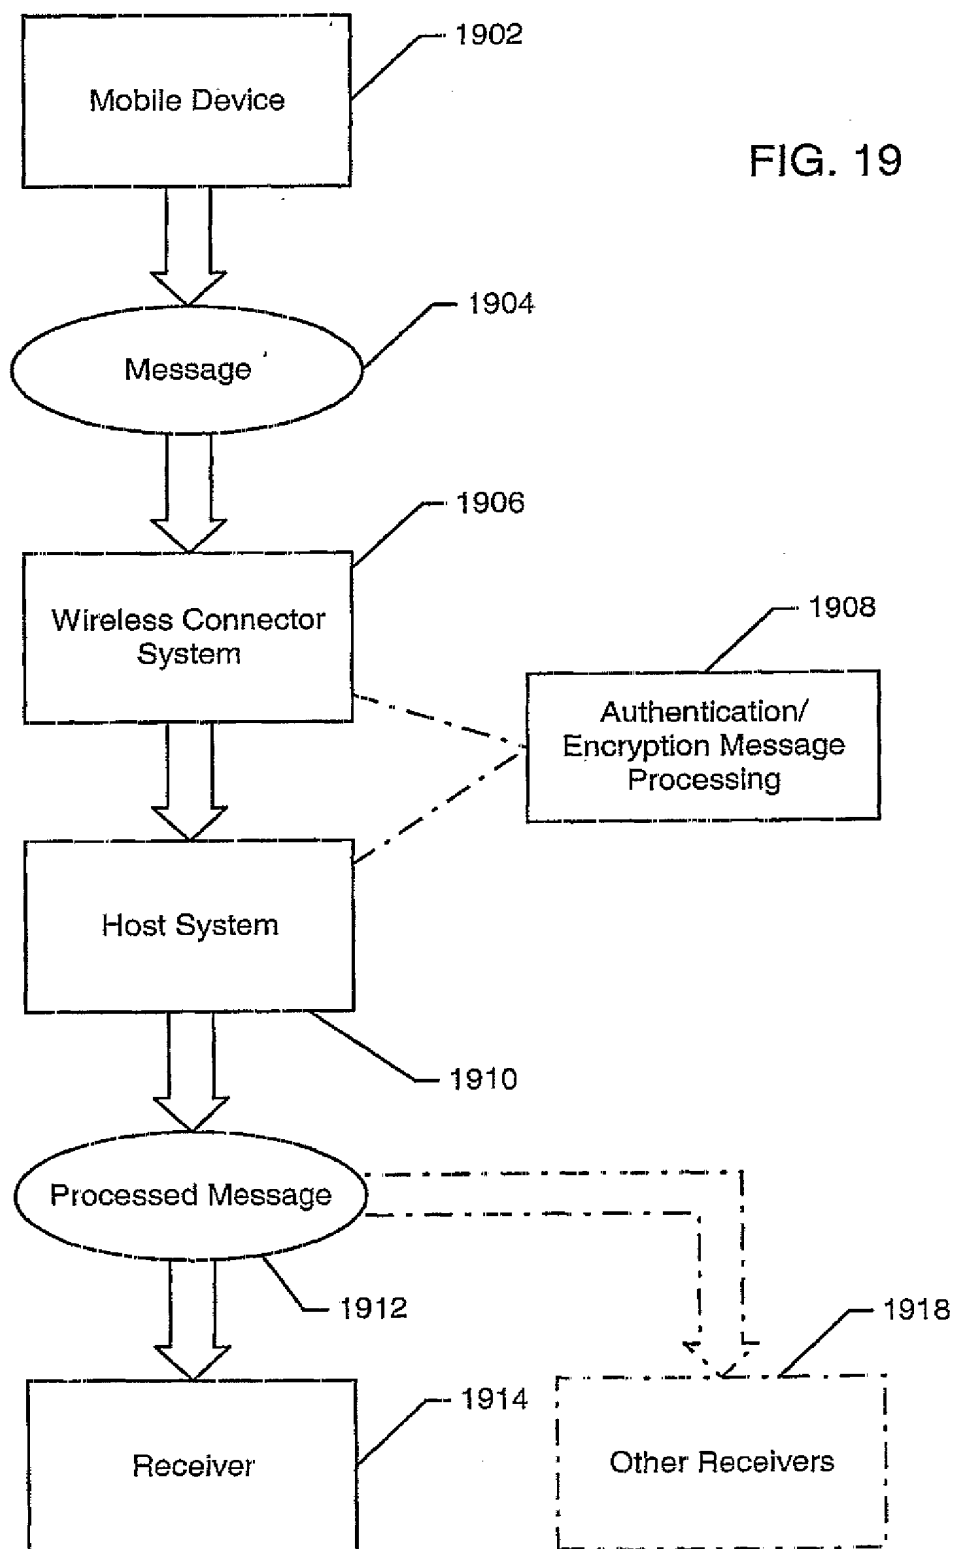 1902
Mobile Device
FIG. 19
1904
Message
1906
Wireless Connector
System
1908
Authentication/
Encryption Message
Processing
Host System
1910
Processed Message
1912
1918
1914
Receiver
Other Receivers